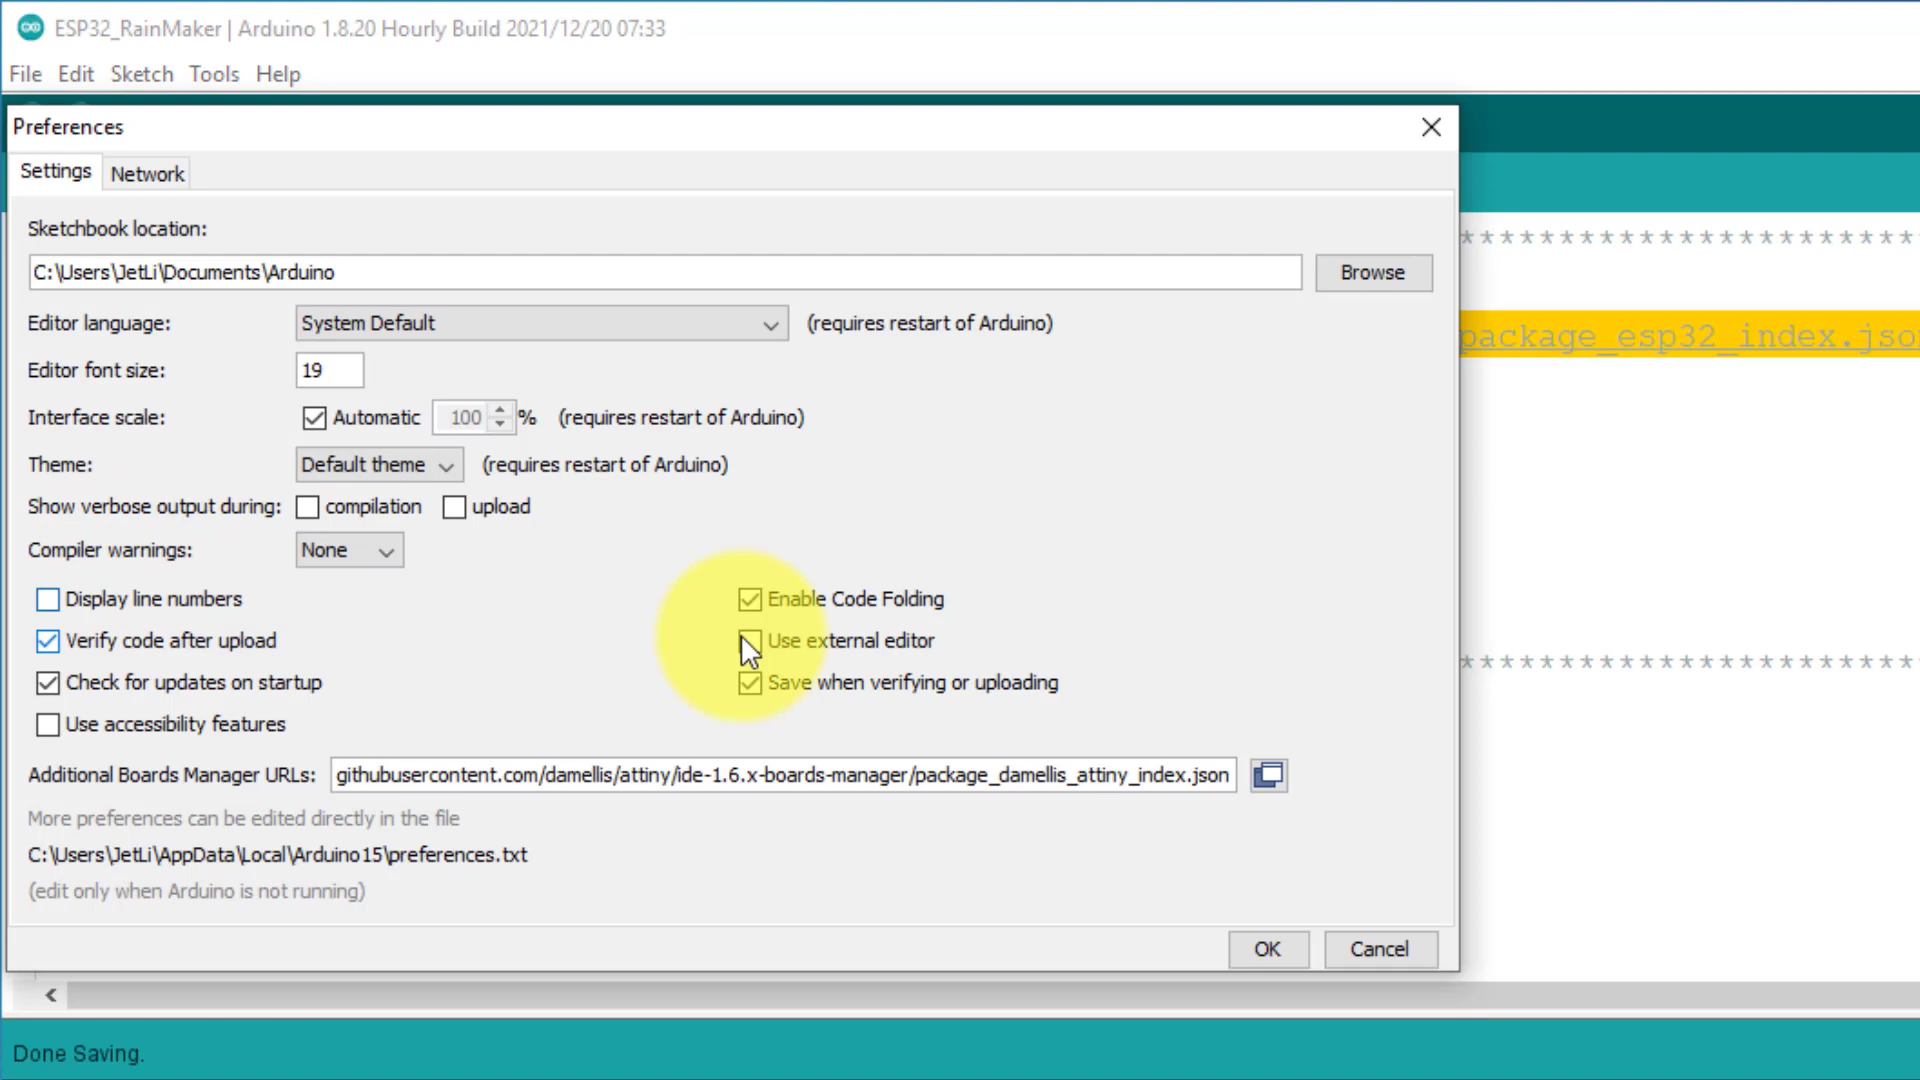 ESP32_RainMaker | Arduino 1.8.20 Hourly Build 2021/12/20 07:33
File Edit Sketch Tools Help
Preferences
Settings Network
Sketchbook location:
C:\Users\JetLi\Documents\Arduino Browse
************************
Editor language: System Default (requires restart of Arduino)
package_esp32_index.jso
Editor font size: 19
Interface scale: Automatic 100 % (requires restart of Arduino)
Theme: Default theme (requires restart of Arduino)
Show verbose output during: compilation upload
Compiler warnings: None
Display line numbers Enable Code Folding
Verify code after upload Use external editor
Check for updates on startup Save when verifying or uploading
************************
Use accessibility features
Additional Boards Manager URLs: githubusercontent.com/damellis/attiny/ide-1.6.x-boards-manager/package_damellis_attiny_index.json
More preferences can be edited directly in the file
C:\Users\JetLi\AppData\Local\Arduino15\preferences.txt
(edit only when Arduino is not running)
OK Cancel
Done Saving.